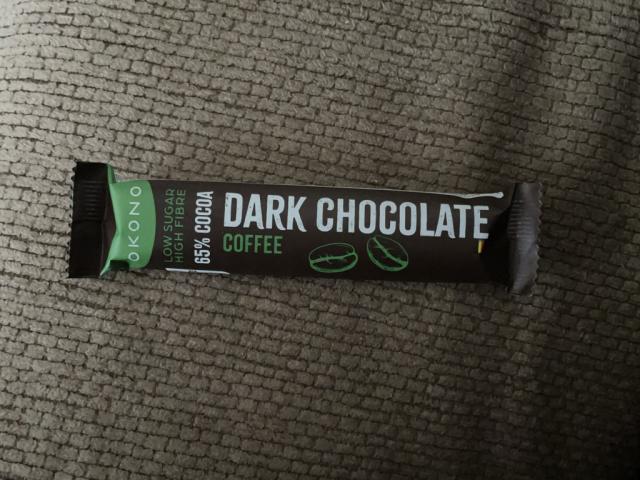 OKONO
LOW SUGAR
HIGH FIBRE
65% COCOA
DARK CHOCOLATE
COFFEE